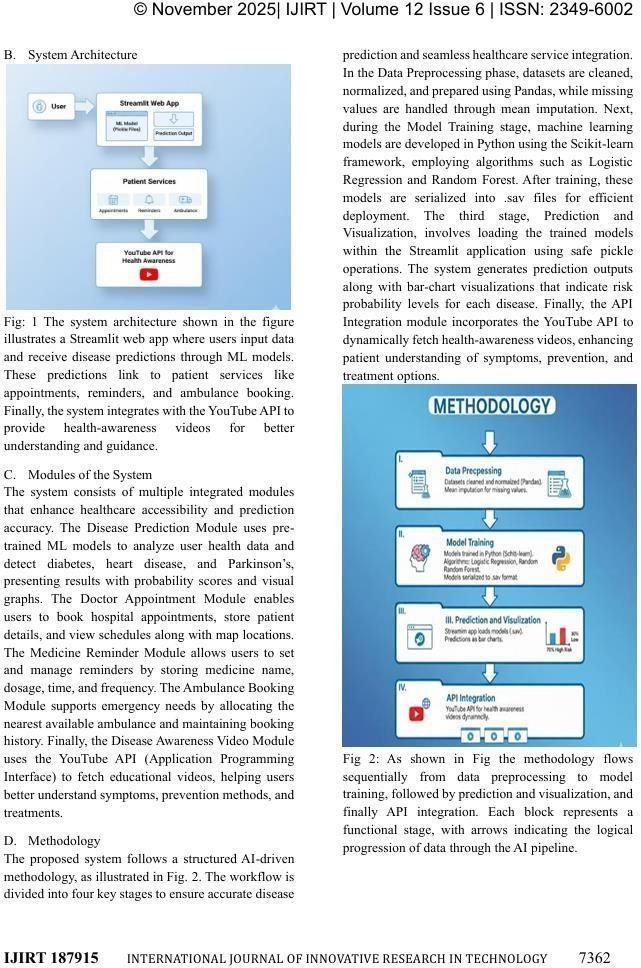 © November 2025| IJIRT | Volume 12 Issue 6 | ISSN: 2349-6002
B. System Architecture
User
Streamlit Web App
ML Model
(Pickle Files)
Prediction Output
Patient Services
Appointments
Reminders
Ambulance
YouTube API for
Health Awareness
Fig: 1 The system architecture shown in the figure
illustrates a Streamlit web app where users input data
and receive disease predictions through ML models.
These predictions link to patient services like
appointments, reminders, and ambulance booking.
Finally, the system integrates with the YouTube API to
provide health-awareness videos for better
understanding and guidance.
C. Modules of the System
The system consists of multiple integrated modules
that enhance healthcare accessibility and prediction
accuracy. The Disease Prediction Module uses pre-
trained ML models to analyze user health data and
detect diabetes, heart disease, and Parkinson’s,
presenting results with probability scores and visual
graphs. The Doctor Appointment Module enables
users to book hospital appointments, store patient
details, and view schedules along with map locations.
The Medicine Reminder Module allows users to set
and manage reminders by storing medicine name,
dosage, time, and frequency. The Ambulance Booking
Module supports emergency needs by allocating the
nearest available ambulance and maintaining booking
history. Finally, the Disease Awareness Video Module
uses the YouTube API (Application Programming
Interface) to fetch educational videos, helping users
better understand symptoms, prevention methods, and
treatments.
D. Methodology
The proposed system follows a structured AI-driven
methodology, as illustrated in Fig. 2. The workflow is
divided into four key stages to ensure accurate disease
prediction and seamless healthcare service integration.
In the Data Preprocessing phase, datasets are cleaned,
normalized, and prepared using Pandas, while missing
values are handled through mean imputation. Next,
during the Model Training stage, machine learning
models are developed in Python using the Scikit-learn
framework, employing algorithms such as Logistic
Regression and Random Forest. After training, these
models are serialized into .sav files for efficient
deployment. The third stage, Prediction and
Visualization, involves loading the trained models
within the Streamlit application using safe pickle
operations. The system generates prediction outputs
along with bar-chart visualizations that indicate risk
probability levels for each disease. Finally, the API
Integration module incorporates the YouTube API to
dynamically fetch health-awareness videos, enhancing
patient understanding of symptoms, prevention, and
treatment options.
METHODOLOGY
I.
Data Precpessing
Datasets cleaned and normalized (Pandas).
Mean imputation for missing values.
II.
Model Training
Models trained in Python (Schlt-learn).
Algorithms: Logistic Regression, Random
Random Forest.
Models serialized to .sav format.
III.
III. Prediction and Visulization
Streamim app loads models (.sav).
Predictions as bar charts.
30%
Low
70% High Risk
IV.
API Integration
YouTube API for health awareness
videos dynamiclly.
Fig 2: As shown in Fig the methodology flows
sequentially from data preprocessing to model
training, followed by prediction and visualization, and
finally API integration. Each block represents a
functional stage, with arrows indicating the logical
progression of data through the AI pipeline.
IJIRT 187915 INTERNATIONAL JOURNAL OF INNOVATIVE RESEARCH IN TECHNOLOGY 7362